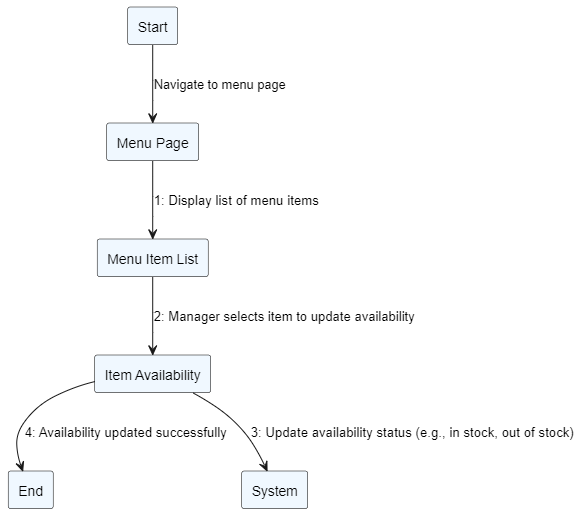 Start
Navigate to menu page
Menu Page
1: Display list of menu items
Menu Item List
2: Manager selects item to update availability
Item Availability
4: Availability updated successfully
3: Update availability status (e.g., in stock, out of stock)
End
System